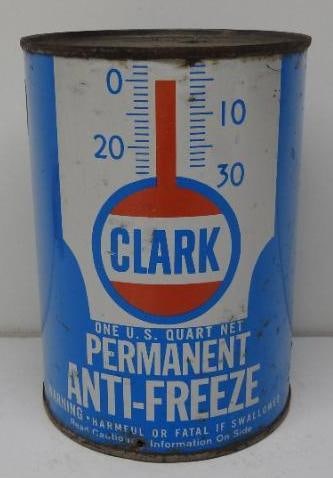 0
10
20
30
CLARK
ONE U.S. QUART NET
PERMANENT
ANTI-FREEZE
WARNING • HARMFUL OR FATAL IF SWALLOWED
Read Cautionary Information On Side